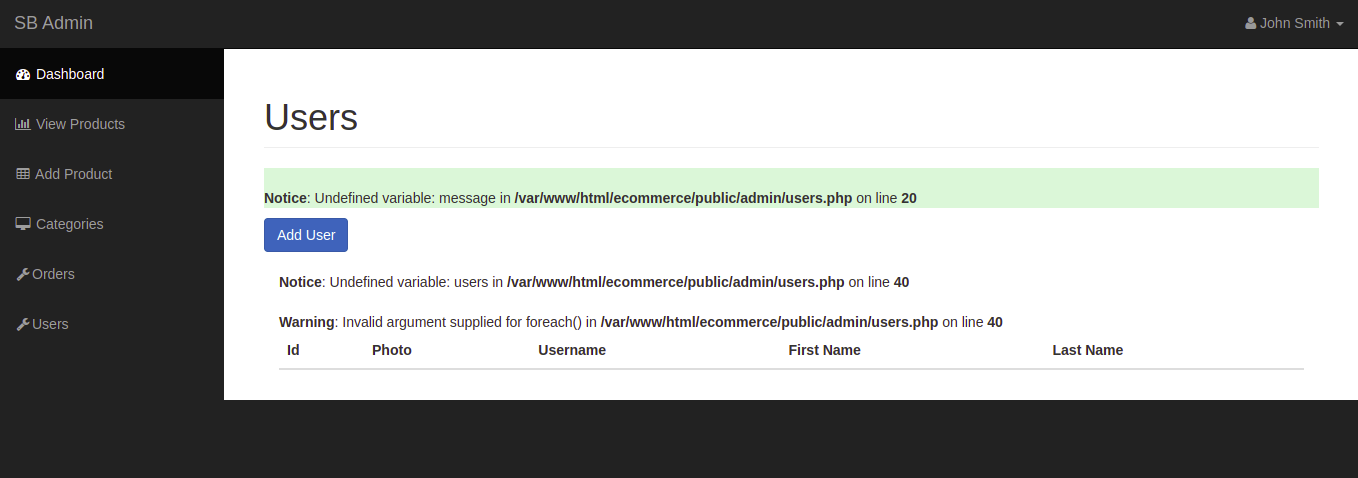 SB Admin
John Smith
Dashboard
View Products
Add Product
Categories
Orders
Users
Users
Notice: Undefined variable: message in /var/www/html/ecommerce/public/admin/users.php on line 20
Add User
Notice: Undefined variable: users in /var/www/html/ecommerce/public/admin/users.php on line 40
Warning: Invalid argument supplied for foreach() in /var/www/html/ecommerce/public/admin/users.php on line 40
Id Photo Username First Name Last Name